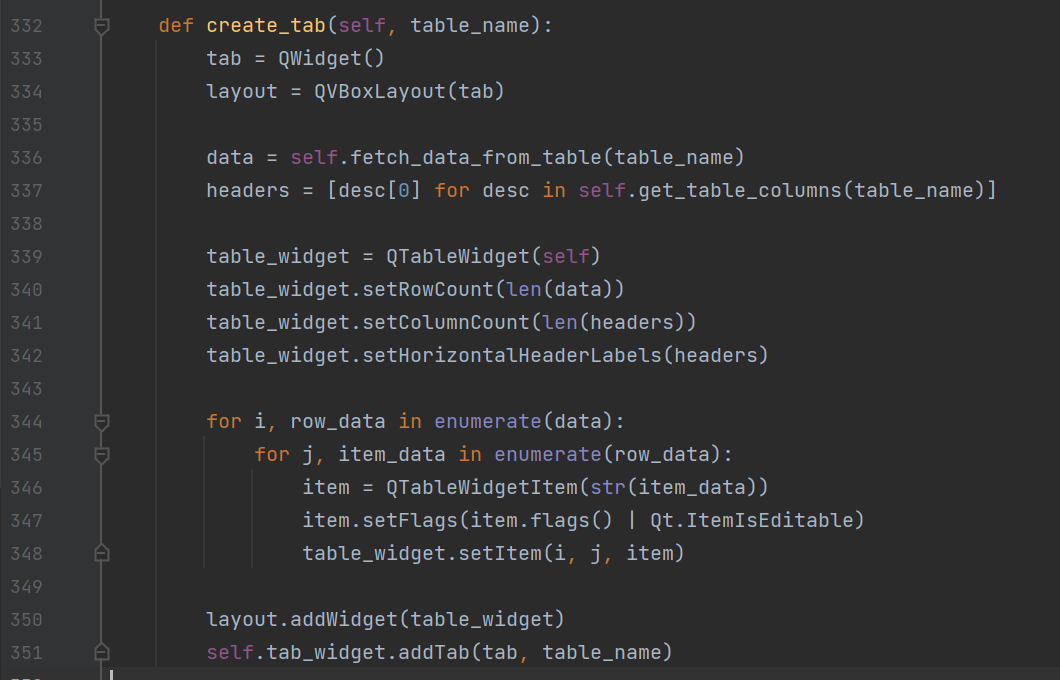 332 def create_tab(self, table_name):
333 tab = QWidget()
334 layout = QVBoxLayout(tab)
335
336 data = self.fetch_data_from_table(table_name)
337 headers = [desc[0] for desc in self.get_table_columns(table_name)]
338
339 table_widget = QTableWidget(self)
340 table_widget.setRowCount(len(data))
341 table_widget.setColumnCount(len(headers))
342 table_widget.setHorizontalHeaderLabels(headers)
343
344 for i, row_data in enumerate(data):
345 for j, item_data in enumerate(row_data):
346 item = QTableWidgetItem(str(item_data))
347 item.setFlags(item.flags() | Qt.ItemIsEditable)
348 table_widget.setItem(i, j, item)
349
350 layout.addWidget(table_widget)
351 self.tab_widget.addTab(tab, table_name)